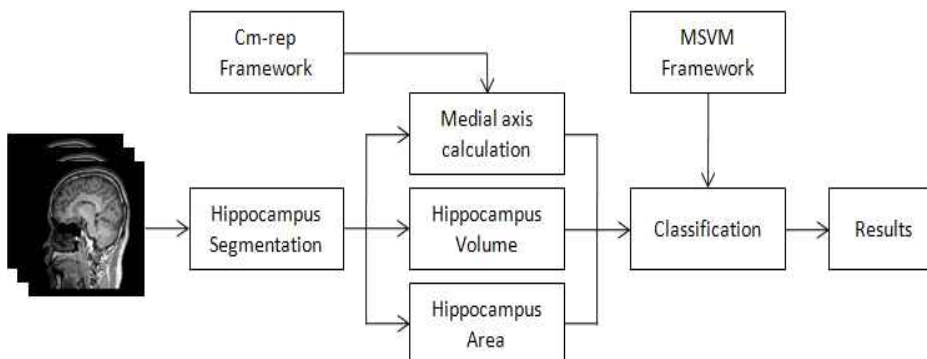 Cm-rep
Framework
MSVM
Framework
Medial axis
calculation
Hippocampus
Segmentation
Hippocampus
Volume
Classification
Results
Hippocampus
Area